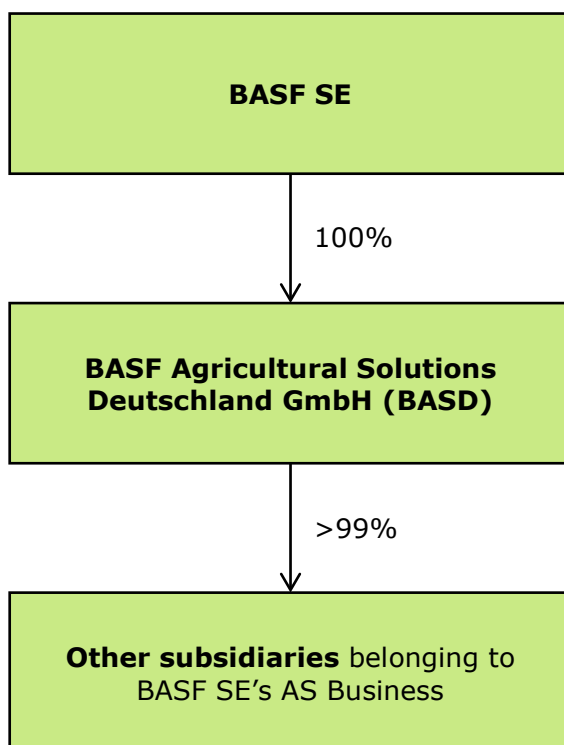 BASF SE
100%
BASF Agricultural Solutions
Deutschland GmbH (BASD)
>99%
Other subsidiaries belonging to
BASF SE’s AS Business